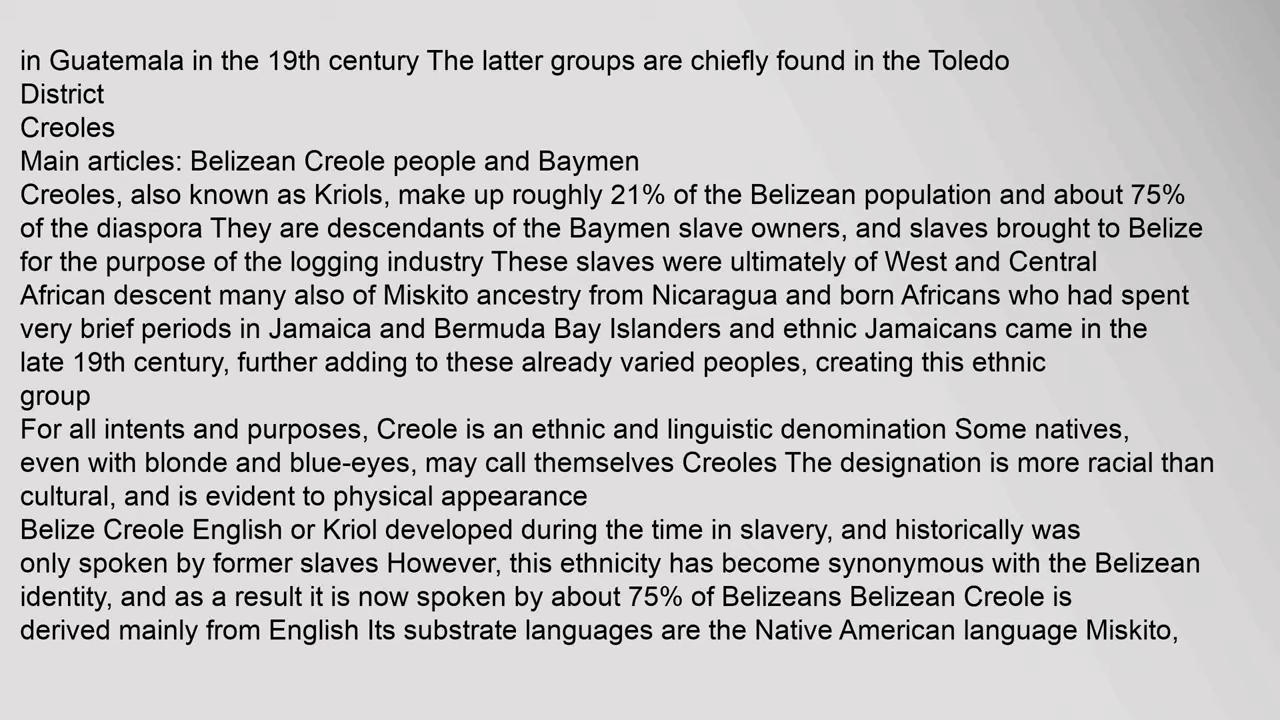 in Guatemala in the 19th century The latter groups are chiefly found in the Toledo
District
Creoles
Main articles: Belizean Creole people and Baymen
Creoles, also known as Kriols, make up roughly 21% of the Belizean population and about 75%
of the diaspora They are descendants of the Baymen slave owners, and slaves brought to Belize
for the purpose of the logging industry These slaves were ultimately of West and Central
African descent many also of Miskito ancestry from Nicaragua and born Africans who had spent
very brief periods in Jamaica and Bermuda Bay Islanders and ethnic Jamaicans came in the
late 19th century, further adding to these already varied peoples, creating this ethnic
group
For all intents and purposes, Creole is an ethnic and linguistic denomination Some natives,
even with blonde and blue-eyes, may call themselves Creoles The designation is more racial than
cultural, and is evident to physical appearance
Belize Creole English or Kriol developed during the time in slavery, and historically was
only spoken by former slaves However, this ethnicity has become synonymous with the Belizean
identity, and as a result it is now spoken by about 75% of Belizeans Belizean Creole is
derived mainly from English Its substrate languages are the Native American language Miskito,